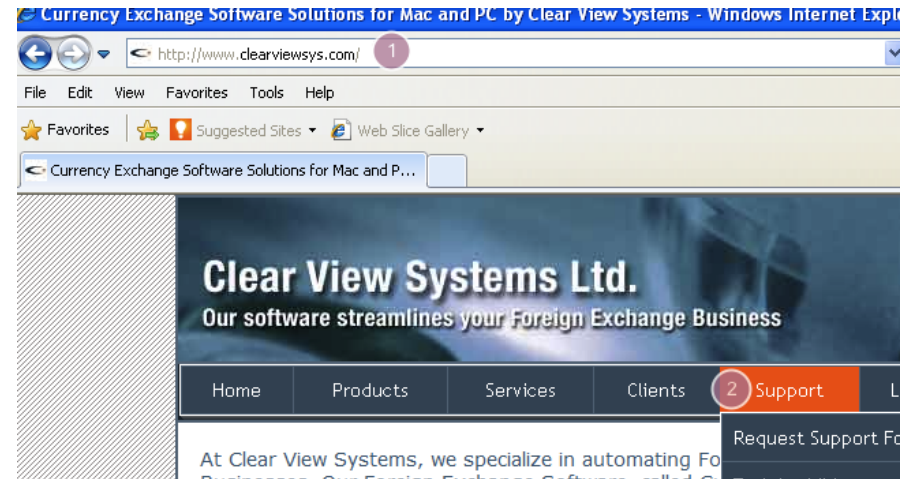 Currency Exchange Software Solutions for Mac and PC by Clear View Systems - Windows Internet
http://www.clearviewsys.com/ 1
File Edit View Favorites Tools Help
Favorites Suggested Sites Web Slice Gallery
Currency Exchange Software Solutions for Mac and P...
Clear View Systems Ltd.
Our software streamlines your Foreign Exchange Business
Home Products Services Clients 2 Support
Request Support
At Clear View Systems, we specialize in automating